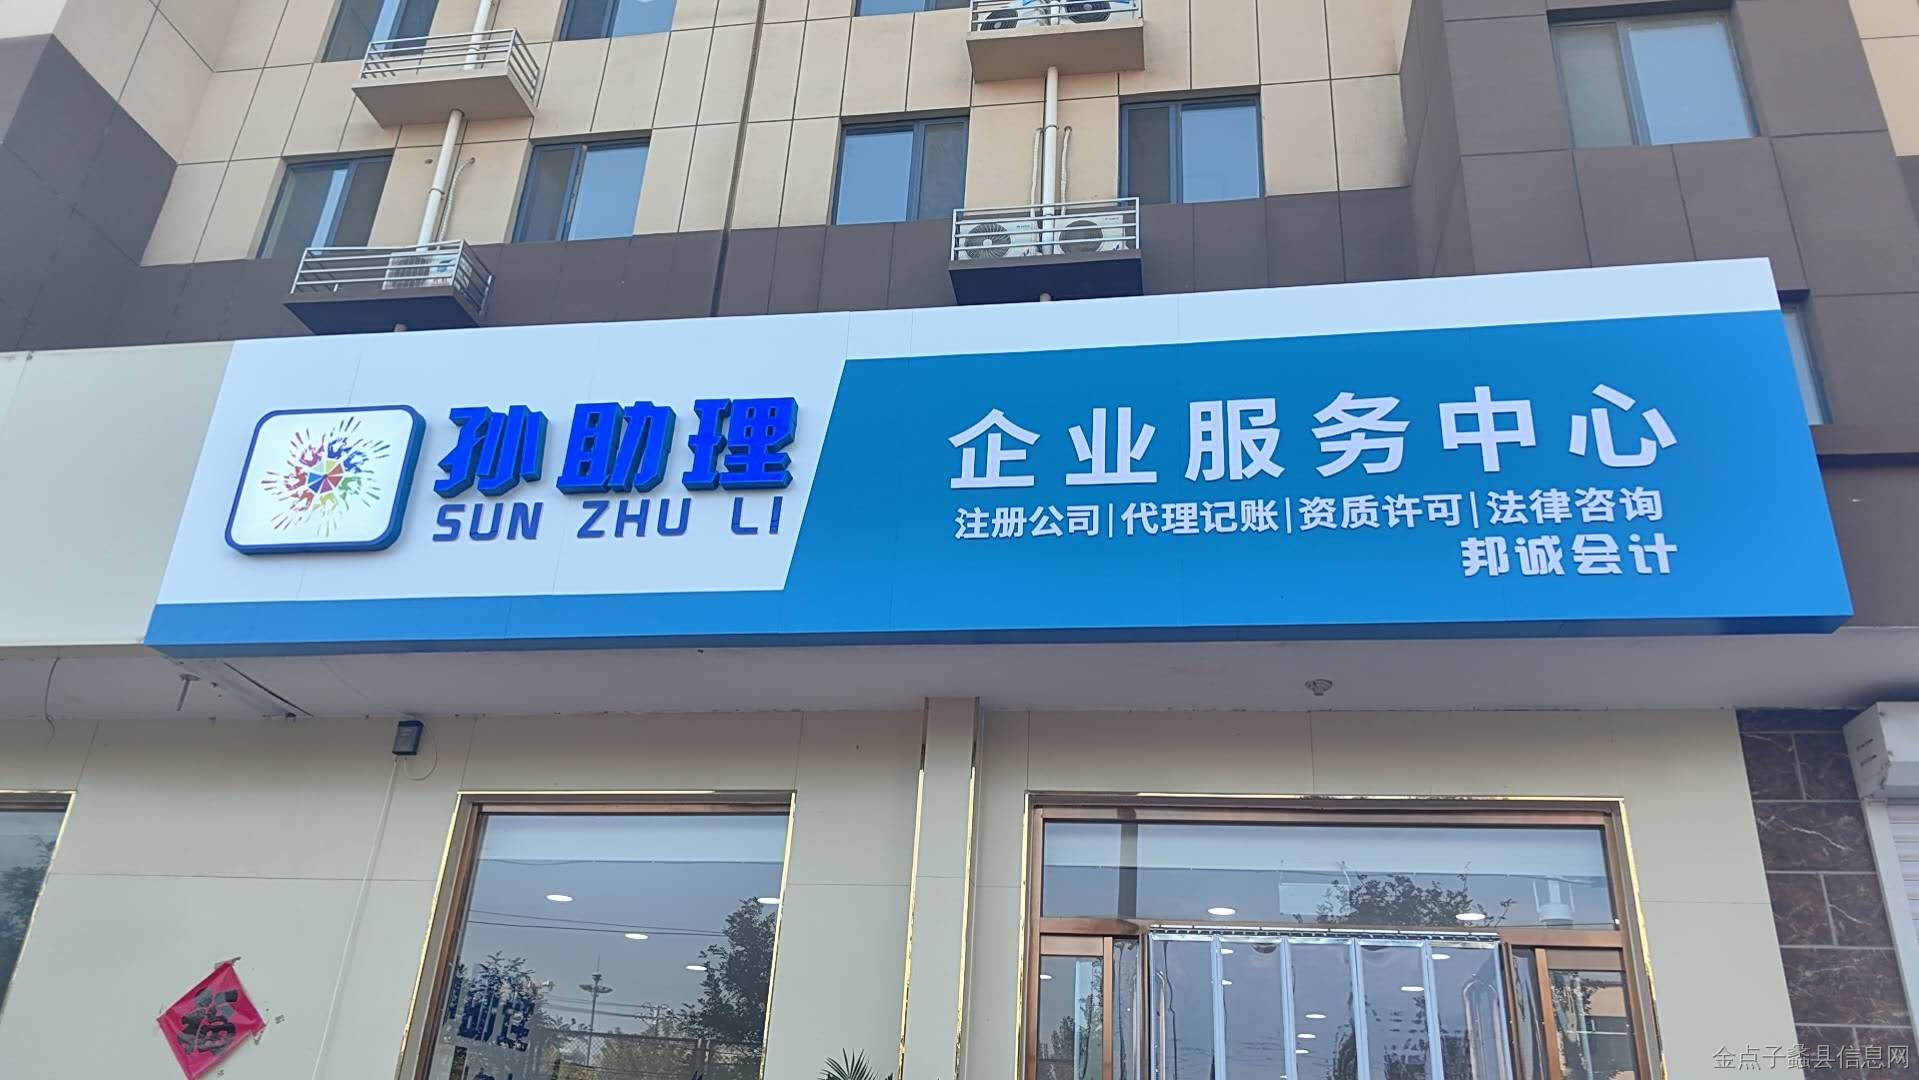 孙助理
SUN ZHU LI
企业服务中心
注册公司|代理记账|资质许可|法律咨询
邦诚会计
福
金点子蠡县信息网